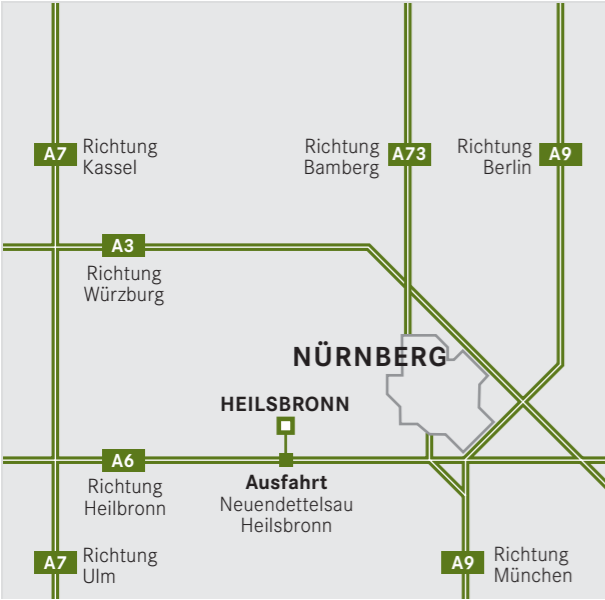 A7
Richtung
Kassel
Richtung
Bamberg
A73
Richtung
Berlin
A9
A3
Richtung
Würzburg
NÜRNBERG
HEILSBRONN
A6
Richtung
Heilbronn
Ausfahrt
Neuendettelsau
Heilsbronn
A7
Richtung
Ulm
A9
Richtung
München